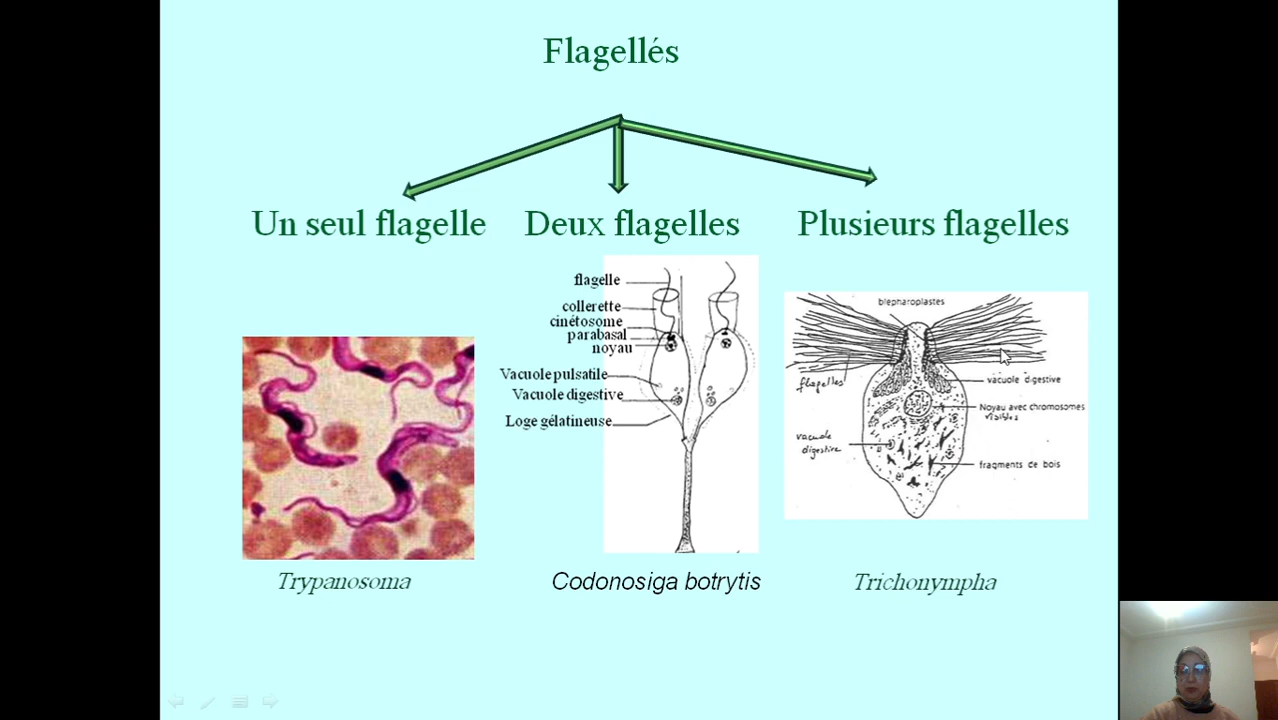 Flagellés
Un seul flagelle
Deux flagelles
Plusieurs flagelles
flagelle
collerette
cinétosome
parabasal
noyau
Vacuole pulsatile
Vacuole digestive
Loge gélatineuse
blepharoplastes
flagelles
vacuole digestive
Noyau avec chromosomes
visibles
vacuole
digestive
fragments de bois
Trypanosoma
Codonosiga botrytis
Trichonympha